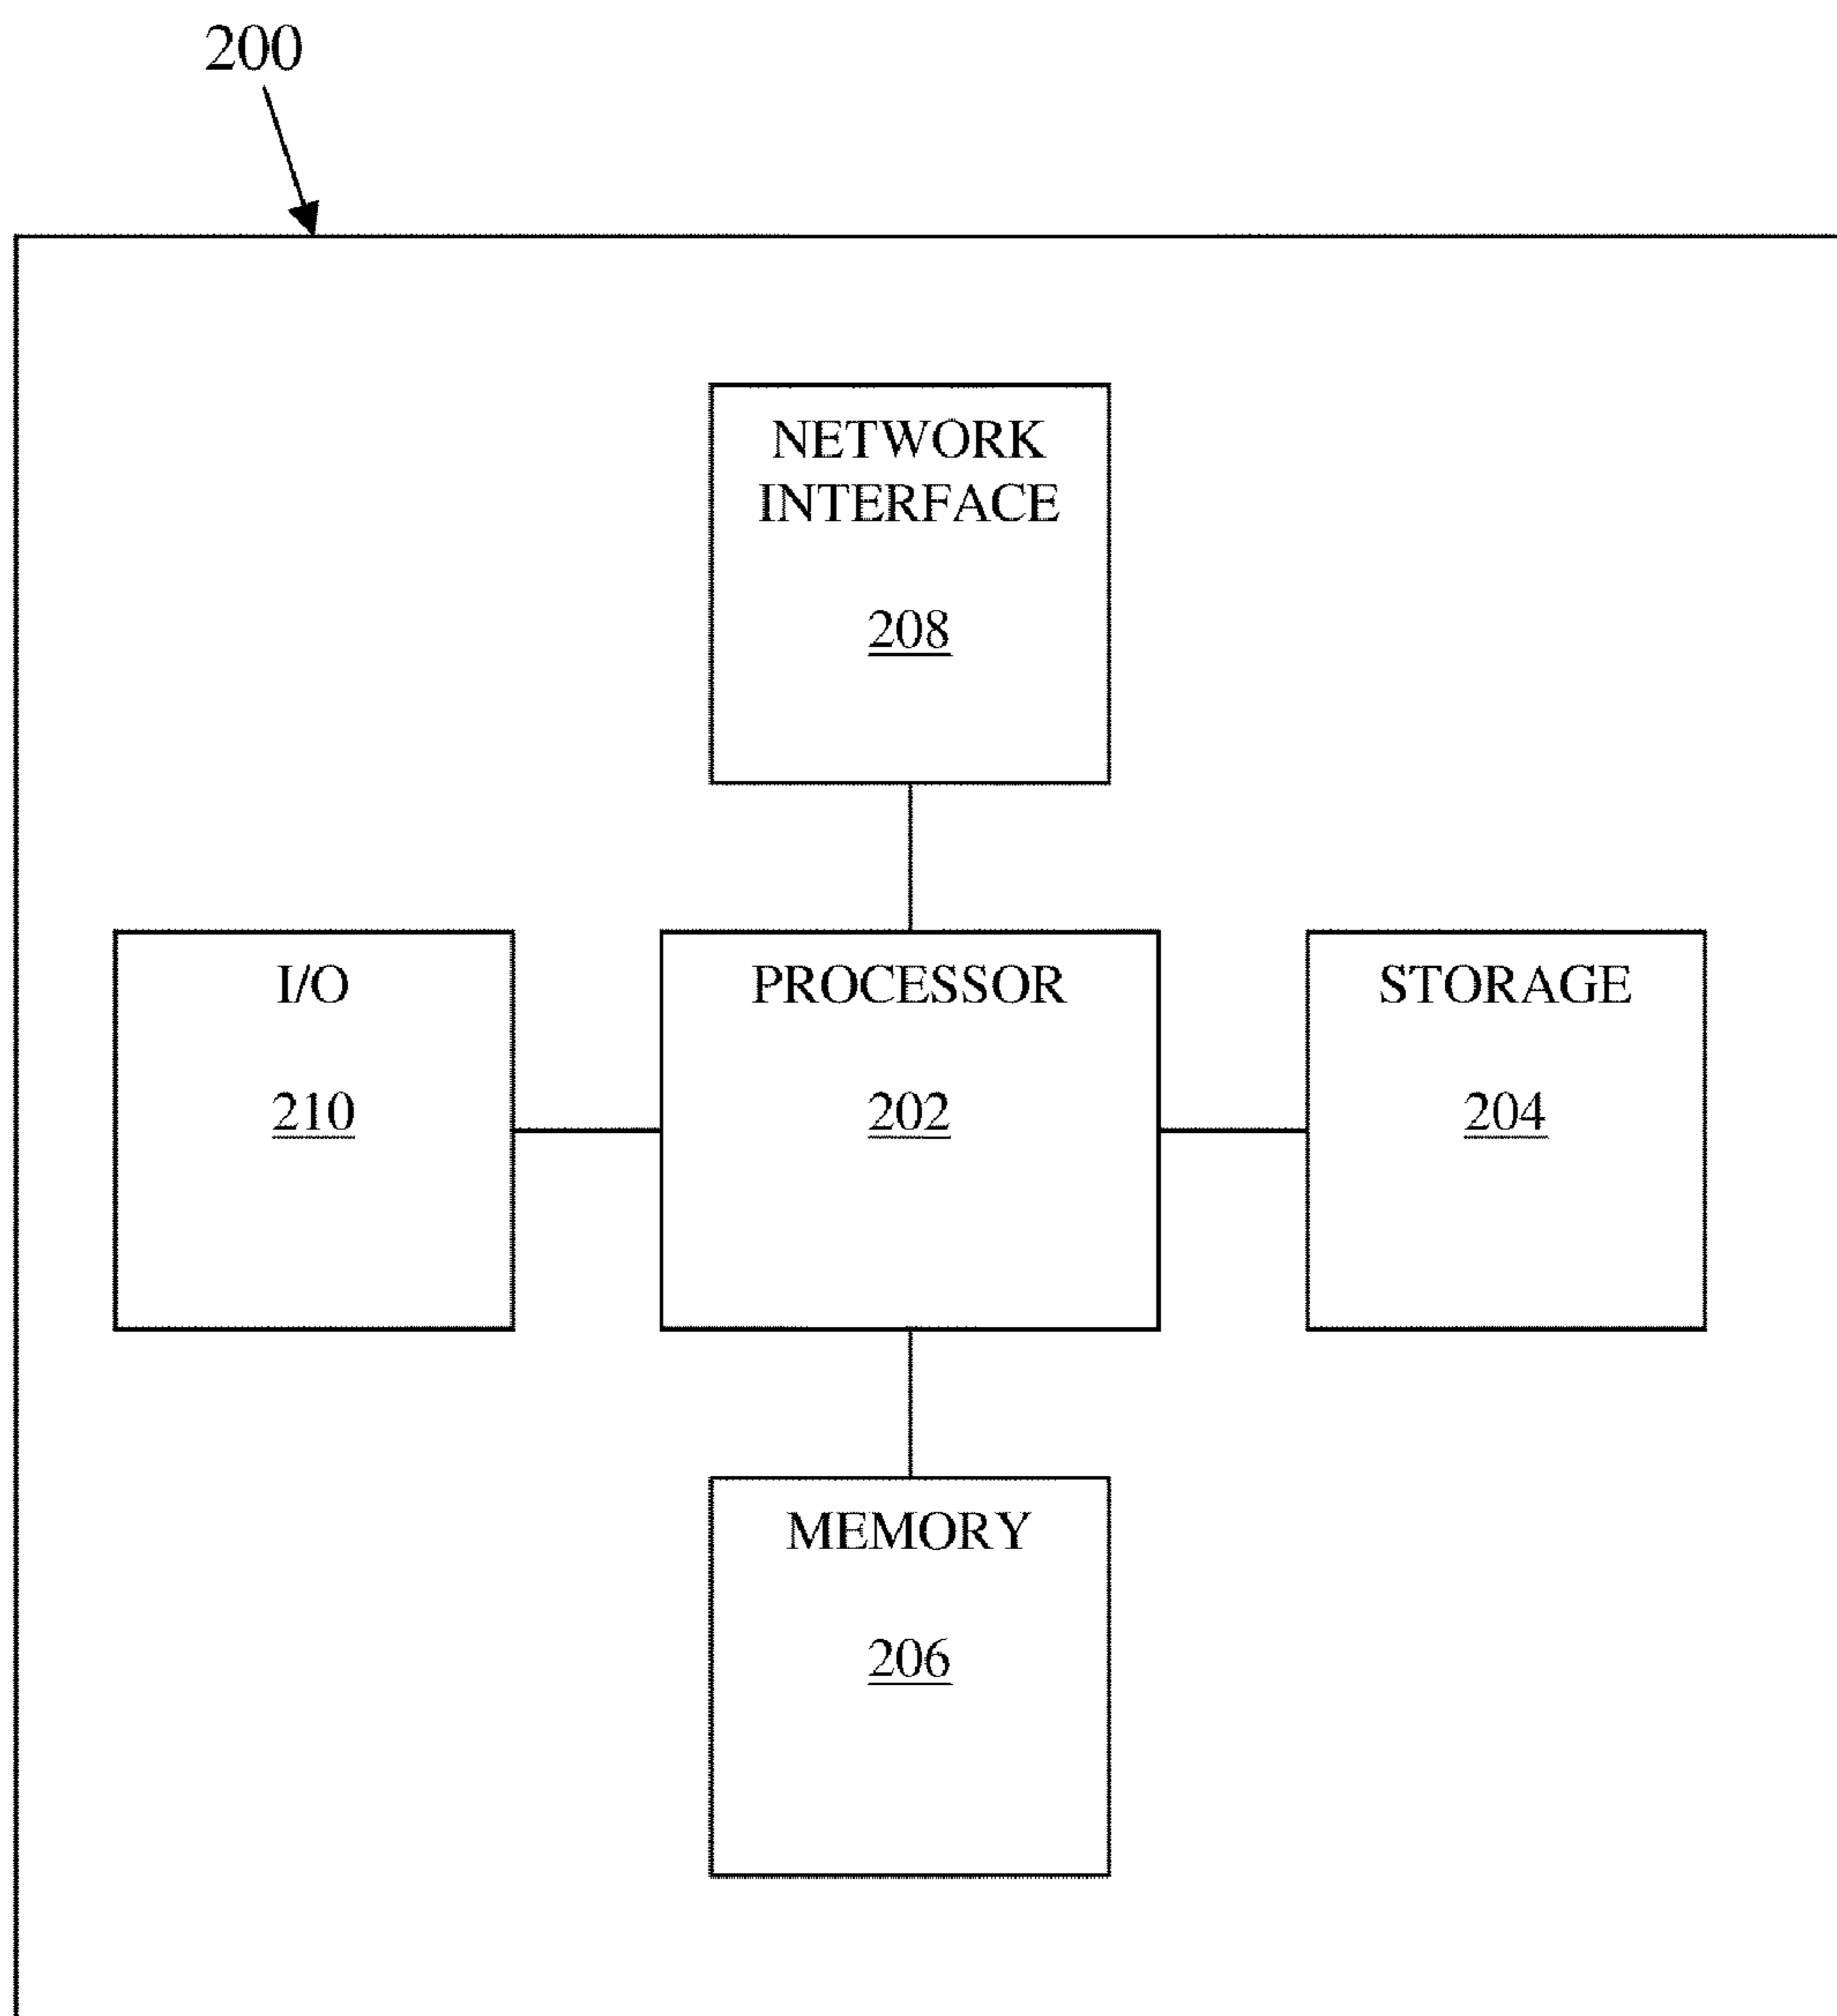 200
NETWORK
INTERFACE
208
I/O
210
PROCESSOR
202
STORAGE
204
MEMORY
206